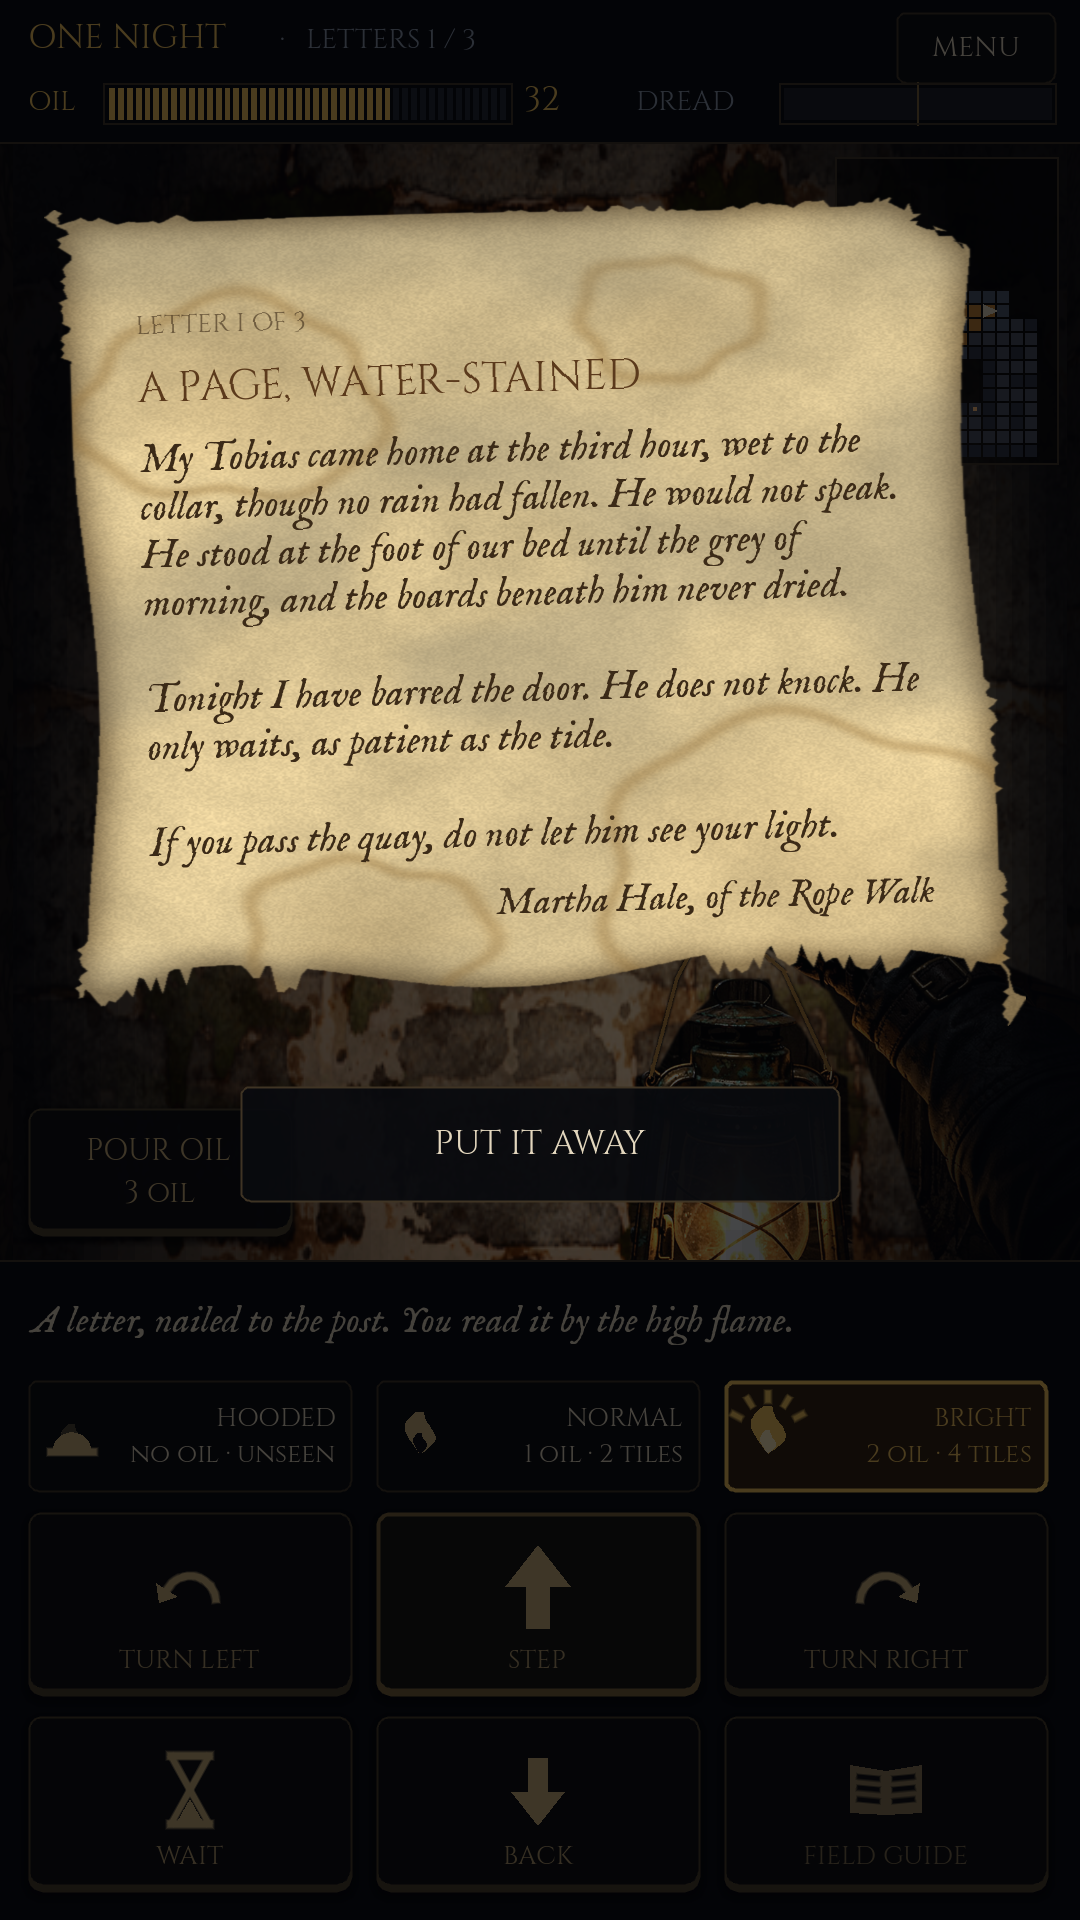 ONE NIGHT · LETTERS 1 / 3
MENU
OIL 32 DREAD
LETTER 1 OF 3
A PAGE, WATER-STAINED
My Tobias came home at the third hour, wet to the
collar, though no rain had fallen. He would not speak.
He stood at the foot of our bed until the grey of
morning, and the boards beneath him never dried.
Tonight I have barred the door. He does not knock. He
only waits, as patient as the tide.
If you pass the quay, do not let him see your light.
Martha Hale, of the Rope Walk
PUT IT AWAY
POUR OIL
3 OIL
A letter, nailed to the post. You read it by the high flame.
HOODED
NO OIL · UNSEEN
NORMAL
1 OIL · 2 TILES
BRIGHT
2 OIL · 4 TILES
TURN LEFT
STEP
TURN RIGHT
WAIT
BACK
FIELD GUIDE